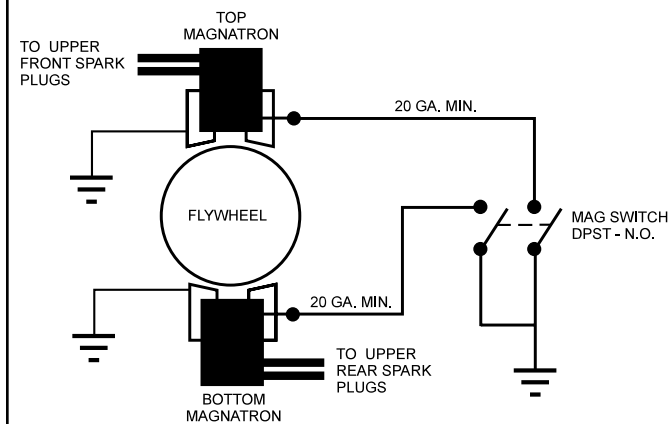 TOP
MAGNATRON
TO UPPER
FRONT SPARK
PLUGS
20 GA. MIN.
FLYWHEEL
MAG SWITCH
DPST - N.O.
20 GA. MIN.
TO UPPER
REAR SPARK
PLUGS
BOTTOM
MAGNATRON